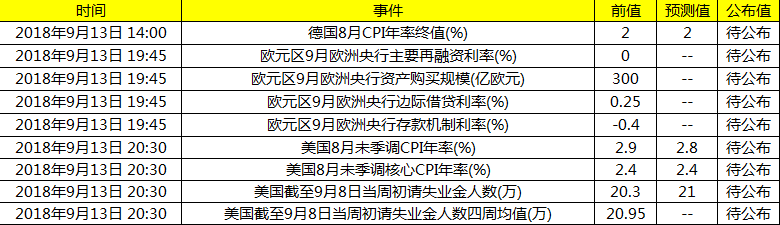 时间 事件 前值 预测值 公布值
2018年9月13日 14:00 德国8月CPI年率终值(%) 2 2 待公布
2018年9月13日 19:45 欧元区9月欧洲央行主要再融资利率(%) 0 -- 待公布
2018年9月13日 19:45 欧元区9月欧洲央行资产购买规模(亿欧元) 300 -- 待公布
2018年9月13日 19:45 欧元区9月欧洲央行边际借贷利率(%) 0.25 -- 待公布
2018年9月13日 19:45 欧元区9月欧洲央行存款机制利率(%) -0.4 -- 待公布
2018年9月13日 20:30 美国8月未季调CPI年率(%) 2.9 2.8 待公布
2018年9月13日 20:30 美国8月未季调核心CPI年率(%) 2.4 2.4 待公布
2018年9月13日 20:30 美国截至9月8日当周初请失业金人数(万) 20.3 21 待公布
2018年9月13日 20:30 美国截至9月8日当周初请失业金人数四周均值(万) 20.95 -- 待公布